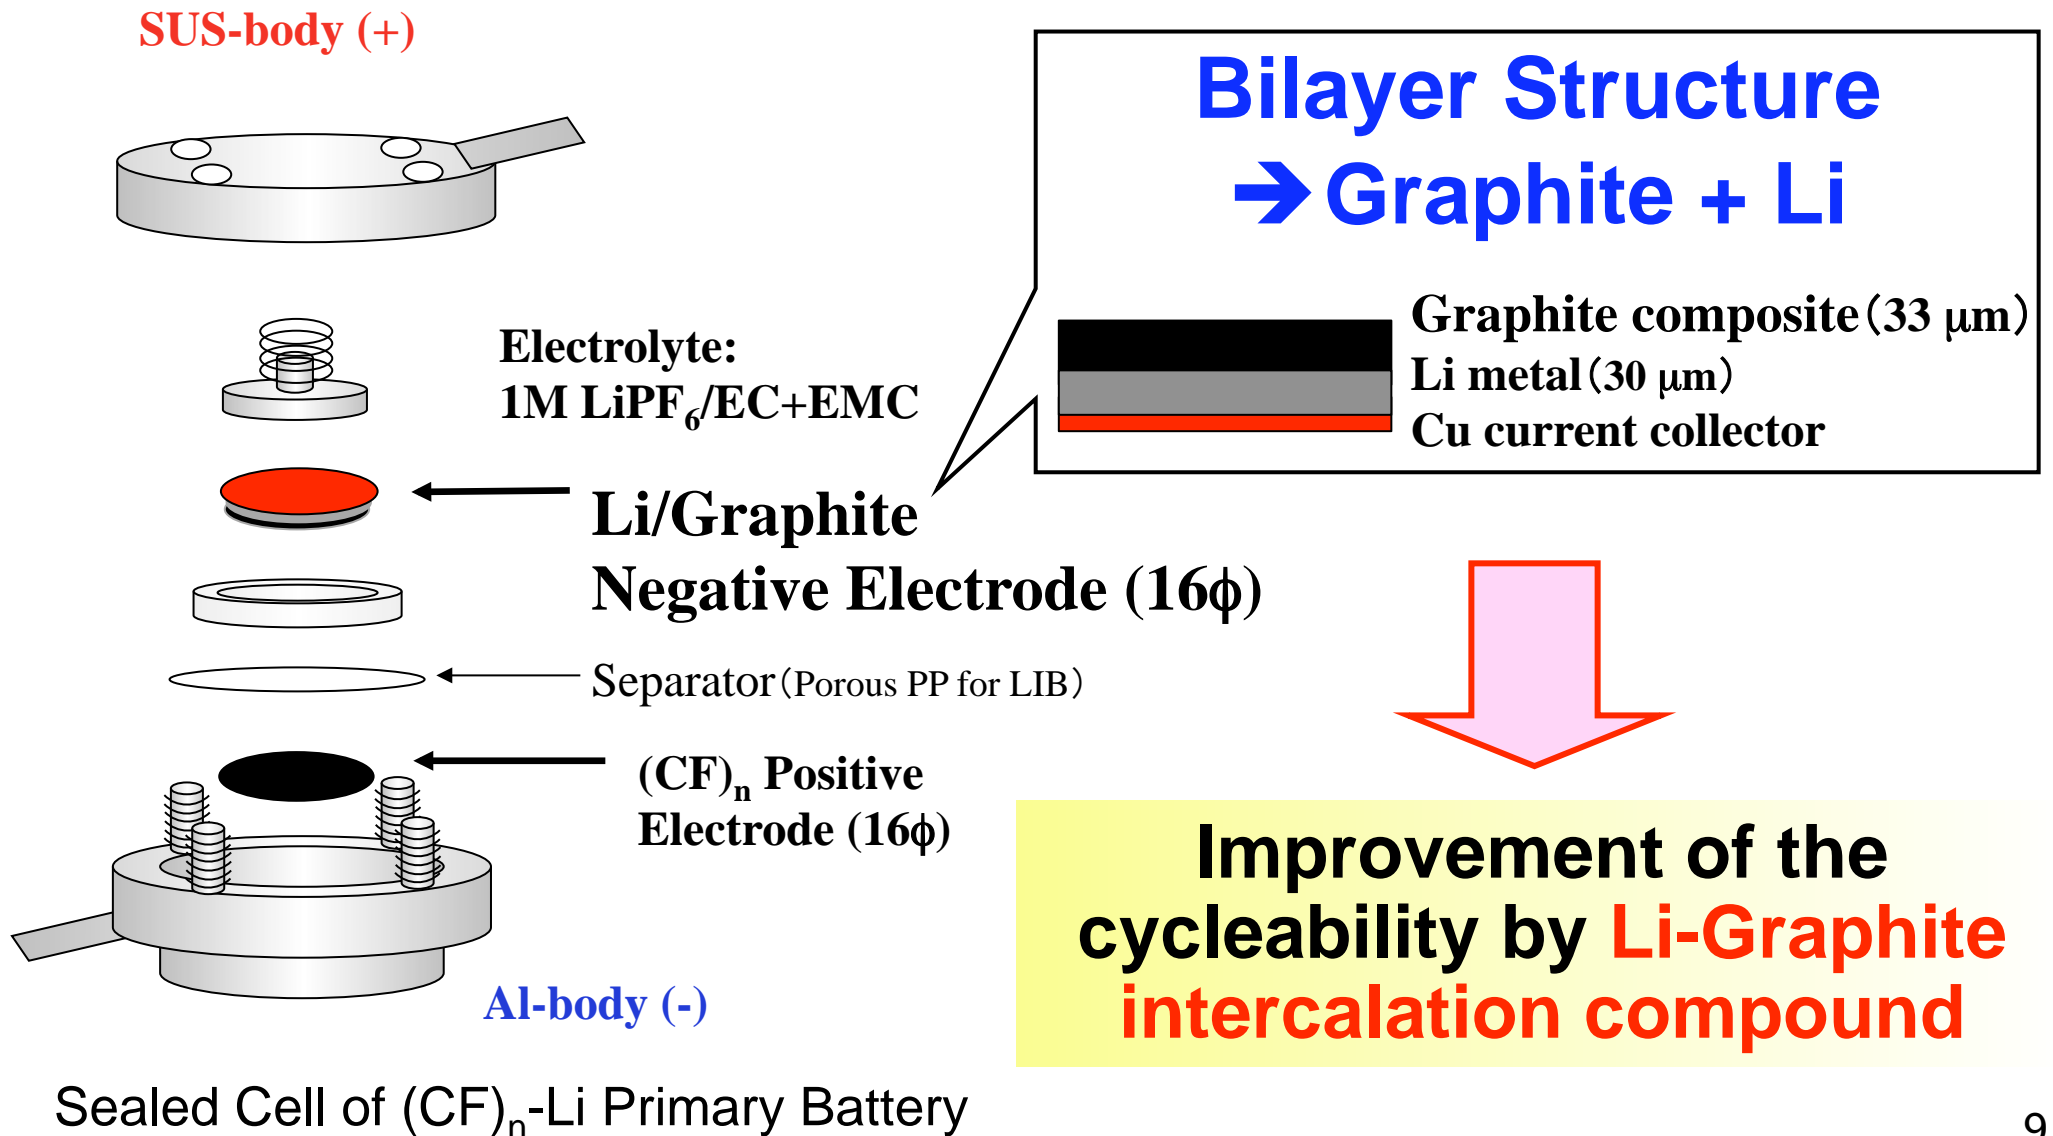 SUS-body (+)
Bilayer Structure
➔Graphite + Li
Graphite composite（33 μm）
Li metal（30 μm）
Cu current collector
Electrolyte:
1M LiPF₆/EC+EMC
Li/Graphite
Negative Electrode (16ϕ)
Separator（Porous PP for LIB）
(CF)ₙ Positive
Electrode (16ϕ)
Al-body (-)
Improvement of the
cycleability by Li-Graphite
intercalation compound
Sealed Cell of (CF)ₙ-Li Primary Battery
9